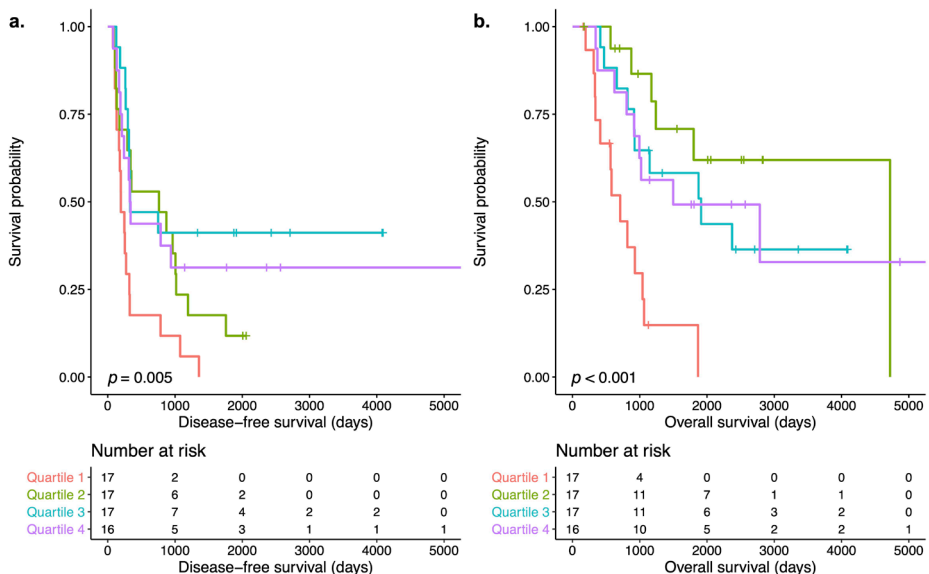 a.
Survival probability
1.00
0.75
0.50
0.25
0.00
p = 0.005
0 1000 2000 3000 4000 5000
Disease−free survival (days)
Number at risk
Quartile 1 17 2 0 0 0 0
Quartile 2 17 6 2 0 0 0
Quartile 3 17 7 4 2 2 0
Quartile 4 16 5 3 1 1 1
0 1000 2000 3000 4000 5000
Disease−free survival (days)
b.
Survival probability
1.00
0.75
0.50
0.25
0.00
p < 0.001
0 1000 2000 3000 4000 5000
Overall survival (days)
Number at risk
Quartile 1 17 4 0 0 0 0
Quartile 2 17 11 7 1 1 0
Quartile 3 17 11 6 3 2 0
Quartile 4 16 10 5 2 2 1
0 1000 2000 3000 4000 5000
Overall survival (days)